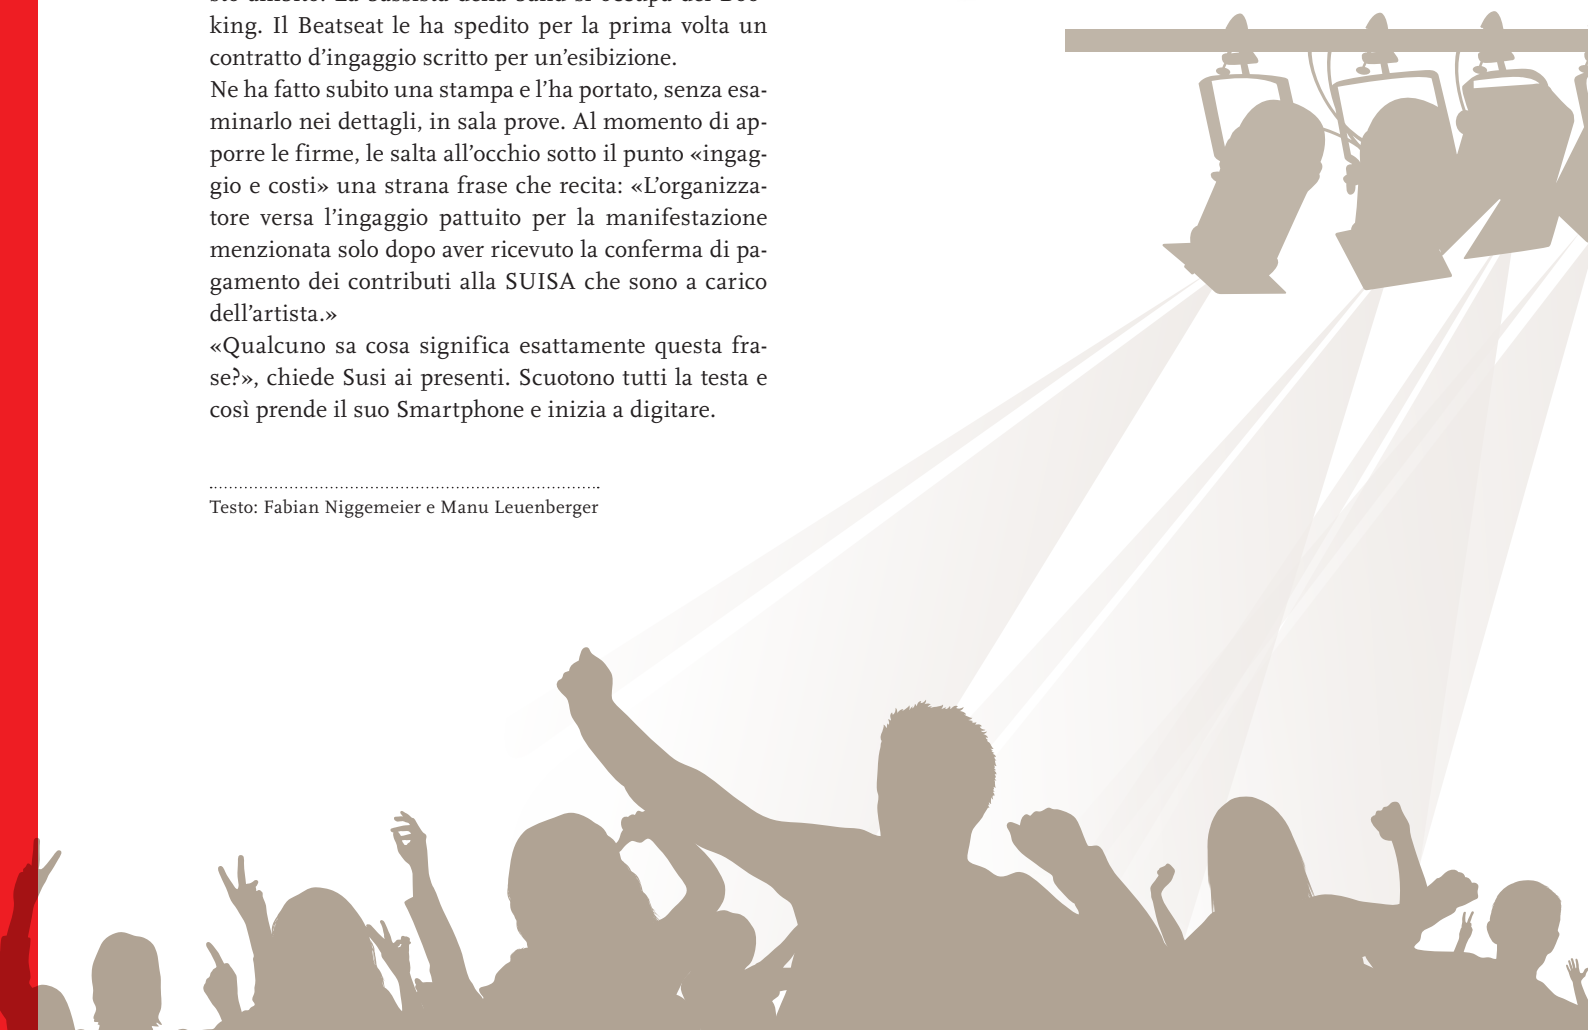 king. Il Beatseat le ha spedito per la prima volta un
contratto d’ingaggio scritto per un’esibizione.
Ne ha fatto subito una stampa e l’ha portato, senza esa-
minarlo nei dettagli, in sala prove. Al momento di ap-
porre le firme, le salta all’occhio sotto il punto «ingag-
gio e costi» una strana frase che recita: «L’organizza-
tore versa l’ingaggio pattuito per la manifestazione
menzionata solo dopo aver ricevuto la conferma di pa-
gamento dei contributi alla SUISA che sono a carico
dell’artista.»
«Qualcuno sa cosa significa esattamente questa fra-
se?», chiede Susi ai presenti. Scuotono tutti la testa e
così prende il suo Smartphone e inizia a digitare.
Testo: Fabian Niggemeier e Manu Leuenberger